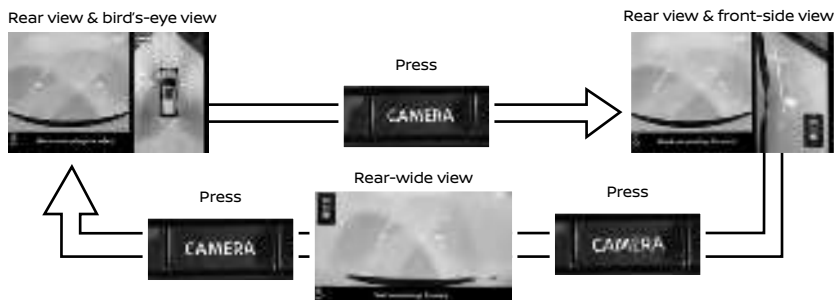 Rear view & bird's-eye view
Rear view & front-side view
Press
CAMERA
Rear-wide view
Press
Press
CAMERA
CAMERA